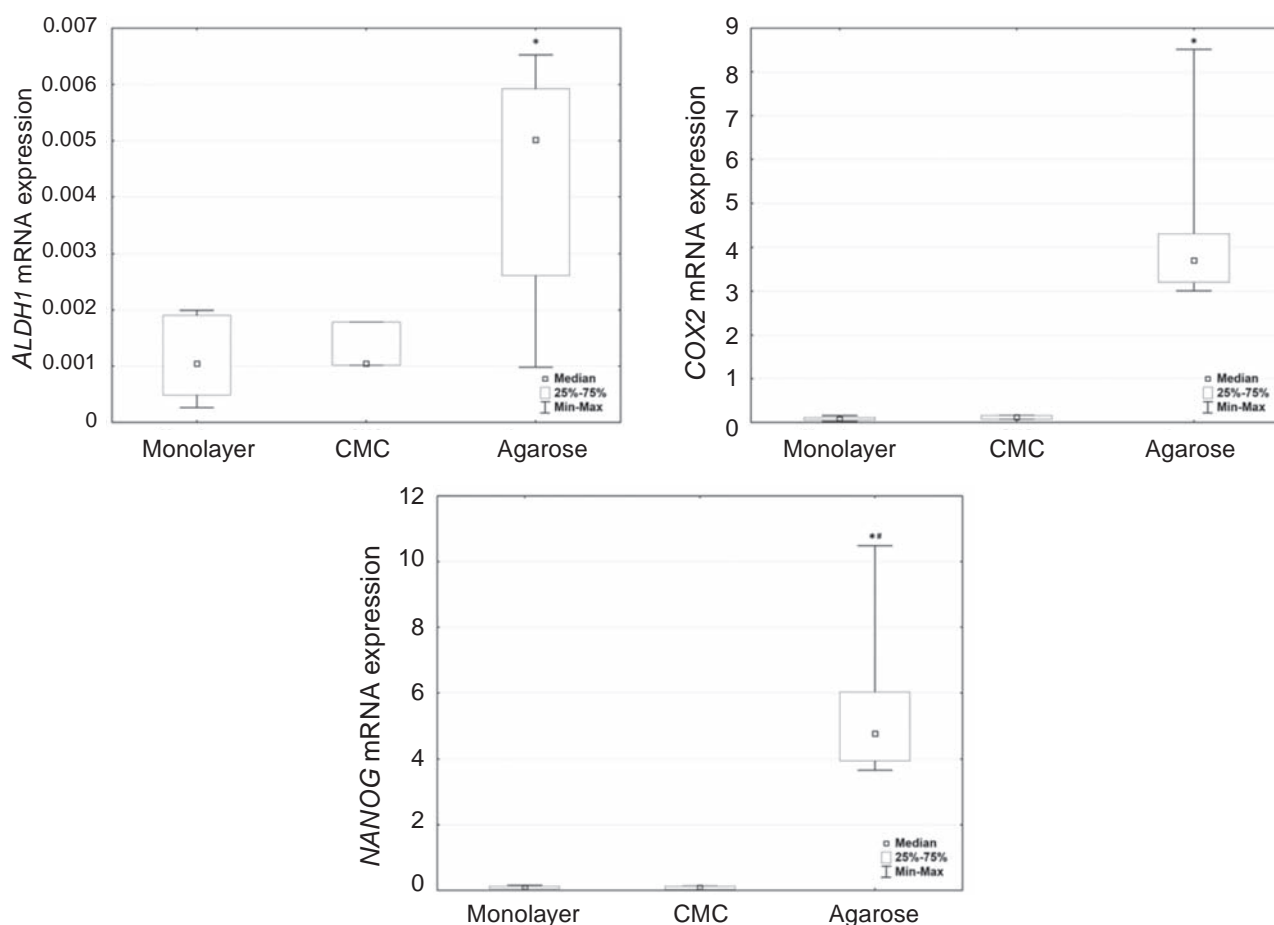 0.007
0.006
0.005
0.004
0.003
0.002
0.001
0
ALDH1 mRNA expression
*
Median
25%-75%
Min-Max
Monolayer CMC Agarose
9
8
7
6
5
4
3
2
1
0
COX2 mRNA expression
*
Median
25%-75%
Min-Max
Monolayer CMC Agarose
12
10
8
6
4
2
0
NANOG mRNA expression
*#
Median
25%-75%
Min-Max
Monolayer CMC Agarose